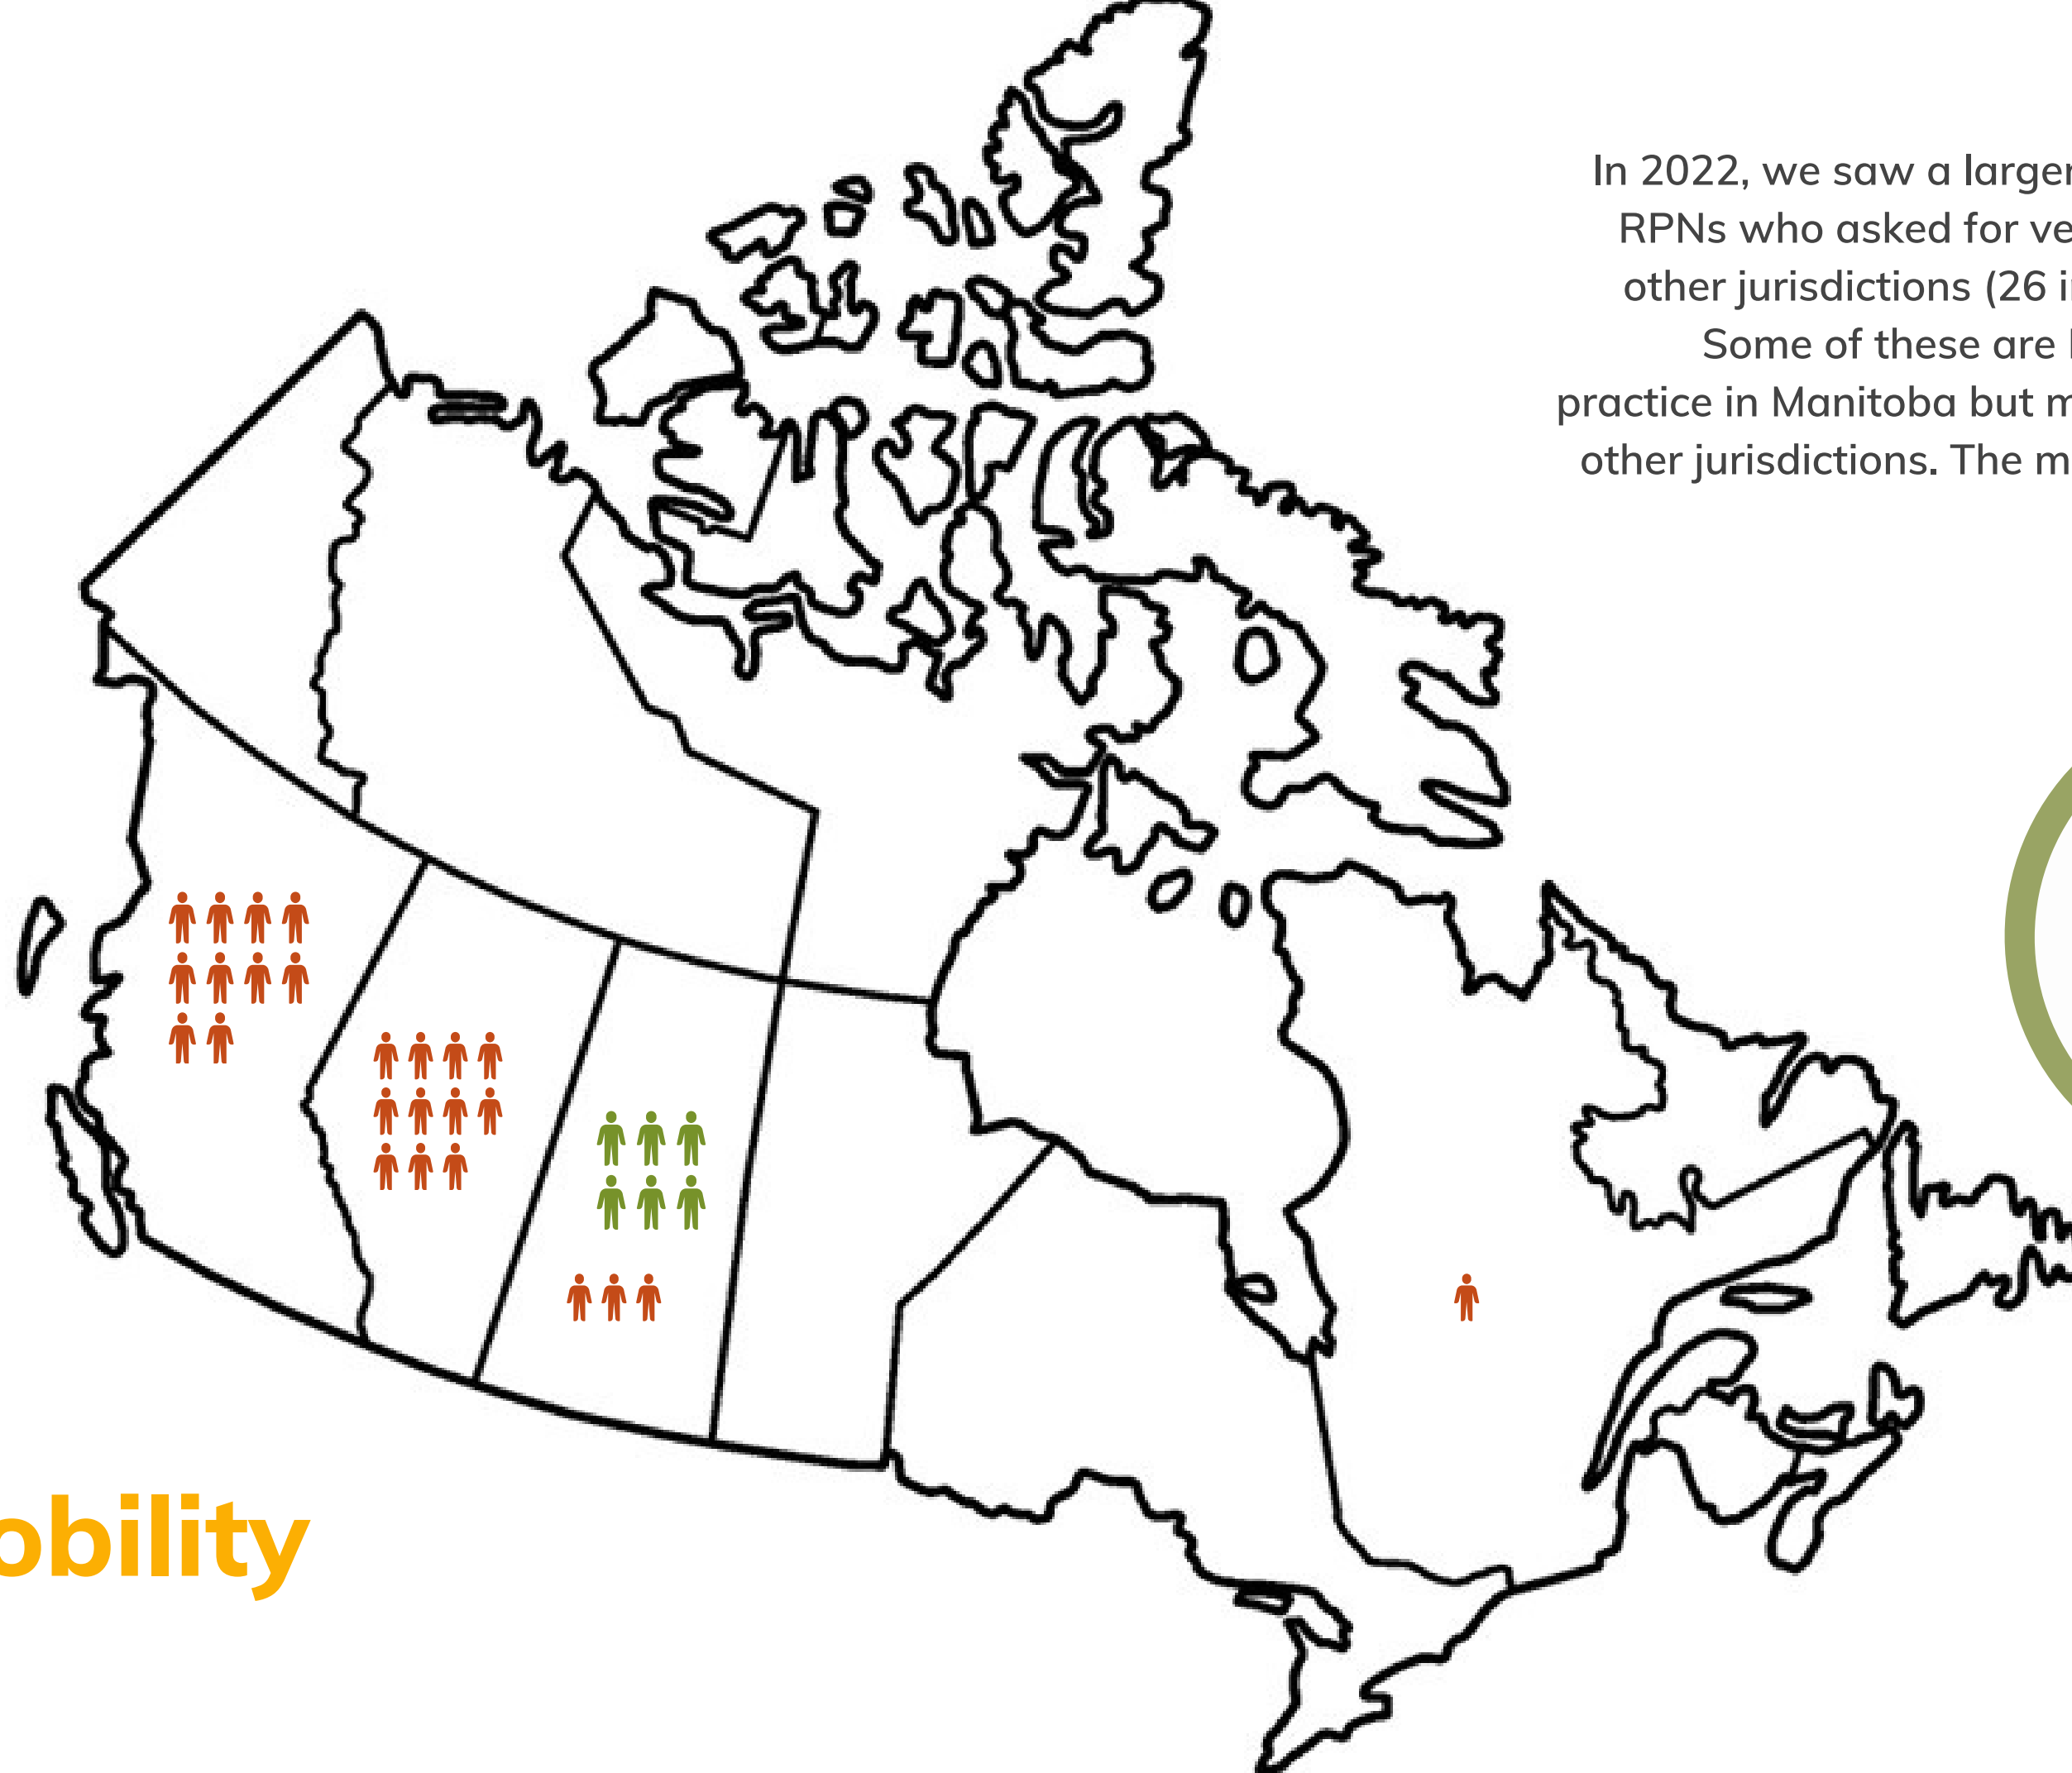 In 2022, we saw a larger
RPNs who asked for ve
other jurisdictions (26 i
Some of these are
practice in Manitoba but m
other jurisdictions. The m
obility